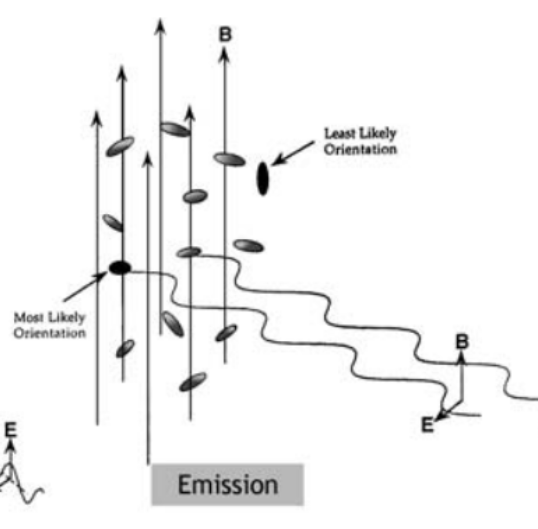 B
Least Likely
Orientation
Most Likely
Orientation
B
E
E
Emission